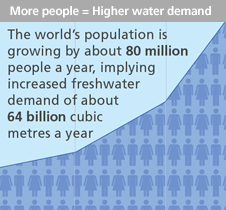 More people = Higher water demand
The world's population is
growing by about 80 million
people a year, implying
increased freshwater
demand of about
64 billion cubic
metres a year